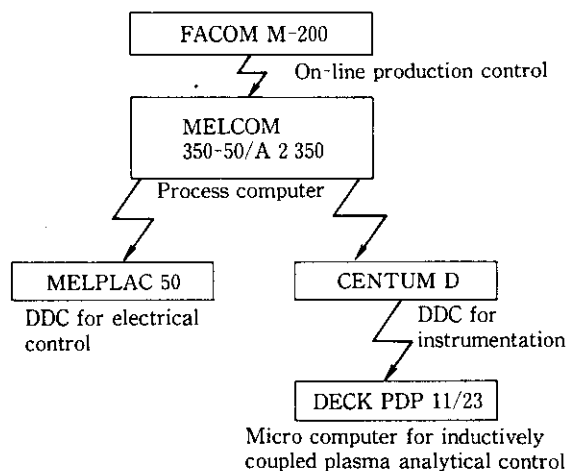 FACOM M-200
On-line production control
MELCOM
350-50/A 2 350
Process computer
MELPLAC 50
DDC for electrical
control
CENTUM D
DDC for
instrumentation
DECK PDP 11/23
Micro computer for inductively
coupled plasma analytical control